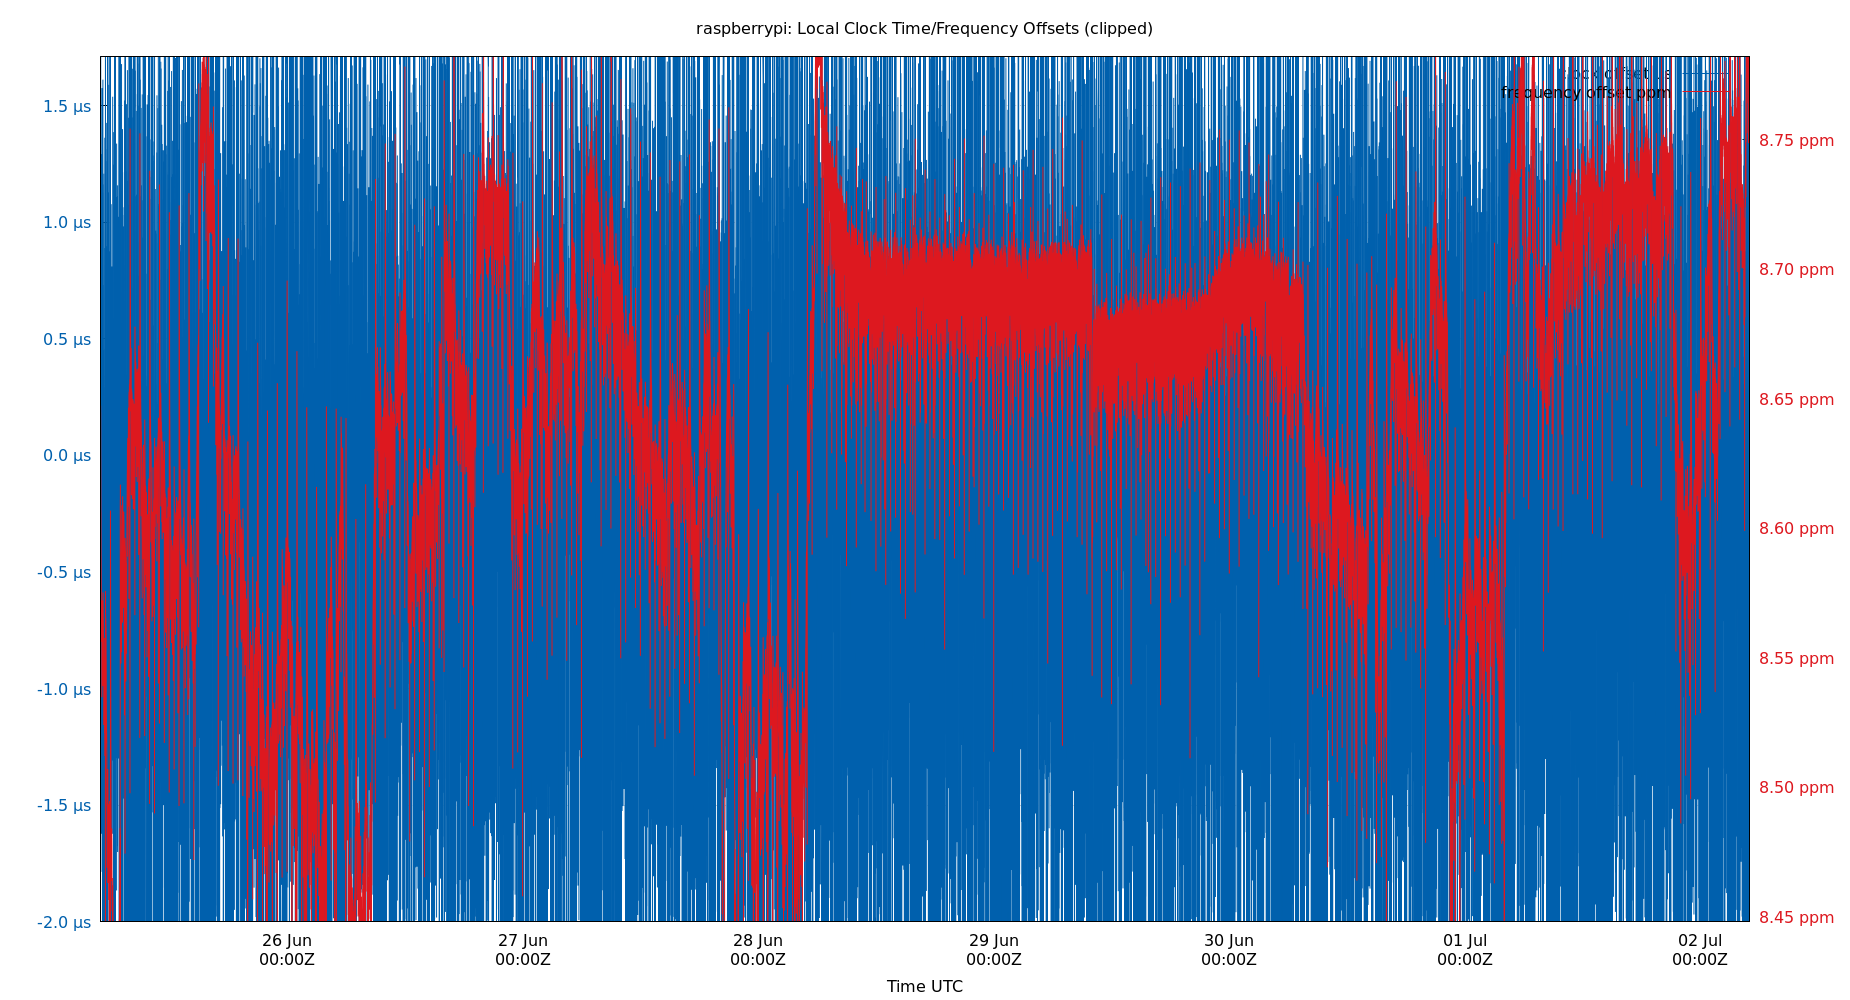 raspberrypi: Local Clock Time/Frequency Offsets (clipped)
clock offset μs
frequency offset ppm
1.5 μs
1.0 μs
0.5 μs
0.0 μs
-0.5 μs
-1.0 μs
-1.5 μs
-2.0 μs
8.75 ppm
8.70 ppm
8.65 ppm
8.60 ppm
8.55 ppm
8.50 ppm
8.45 ppm
26 Jun 27 Jun 28 Jun 29 Jun 30 Jun 01 Jul 02 Jul
00:00Z 00:00Z 00:00Z 00:00Z 00:00Z 00:00Z 00:00Z
Time UTC